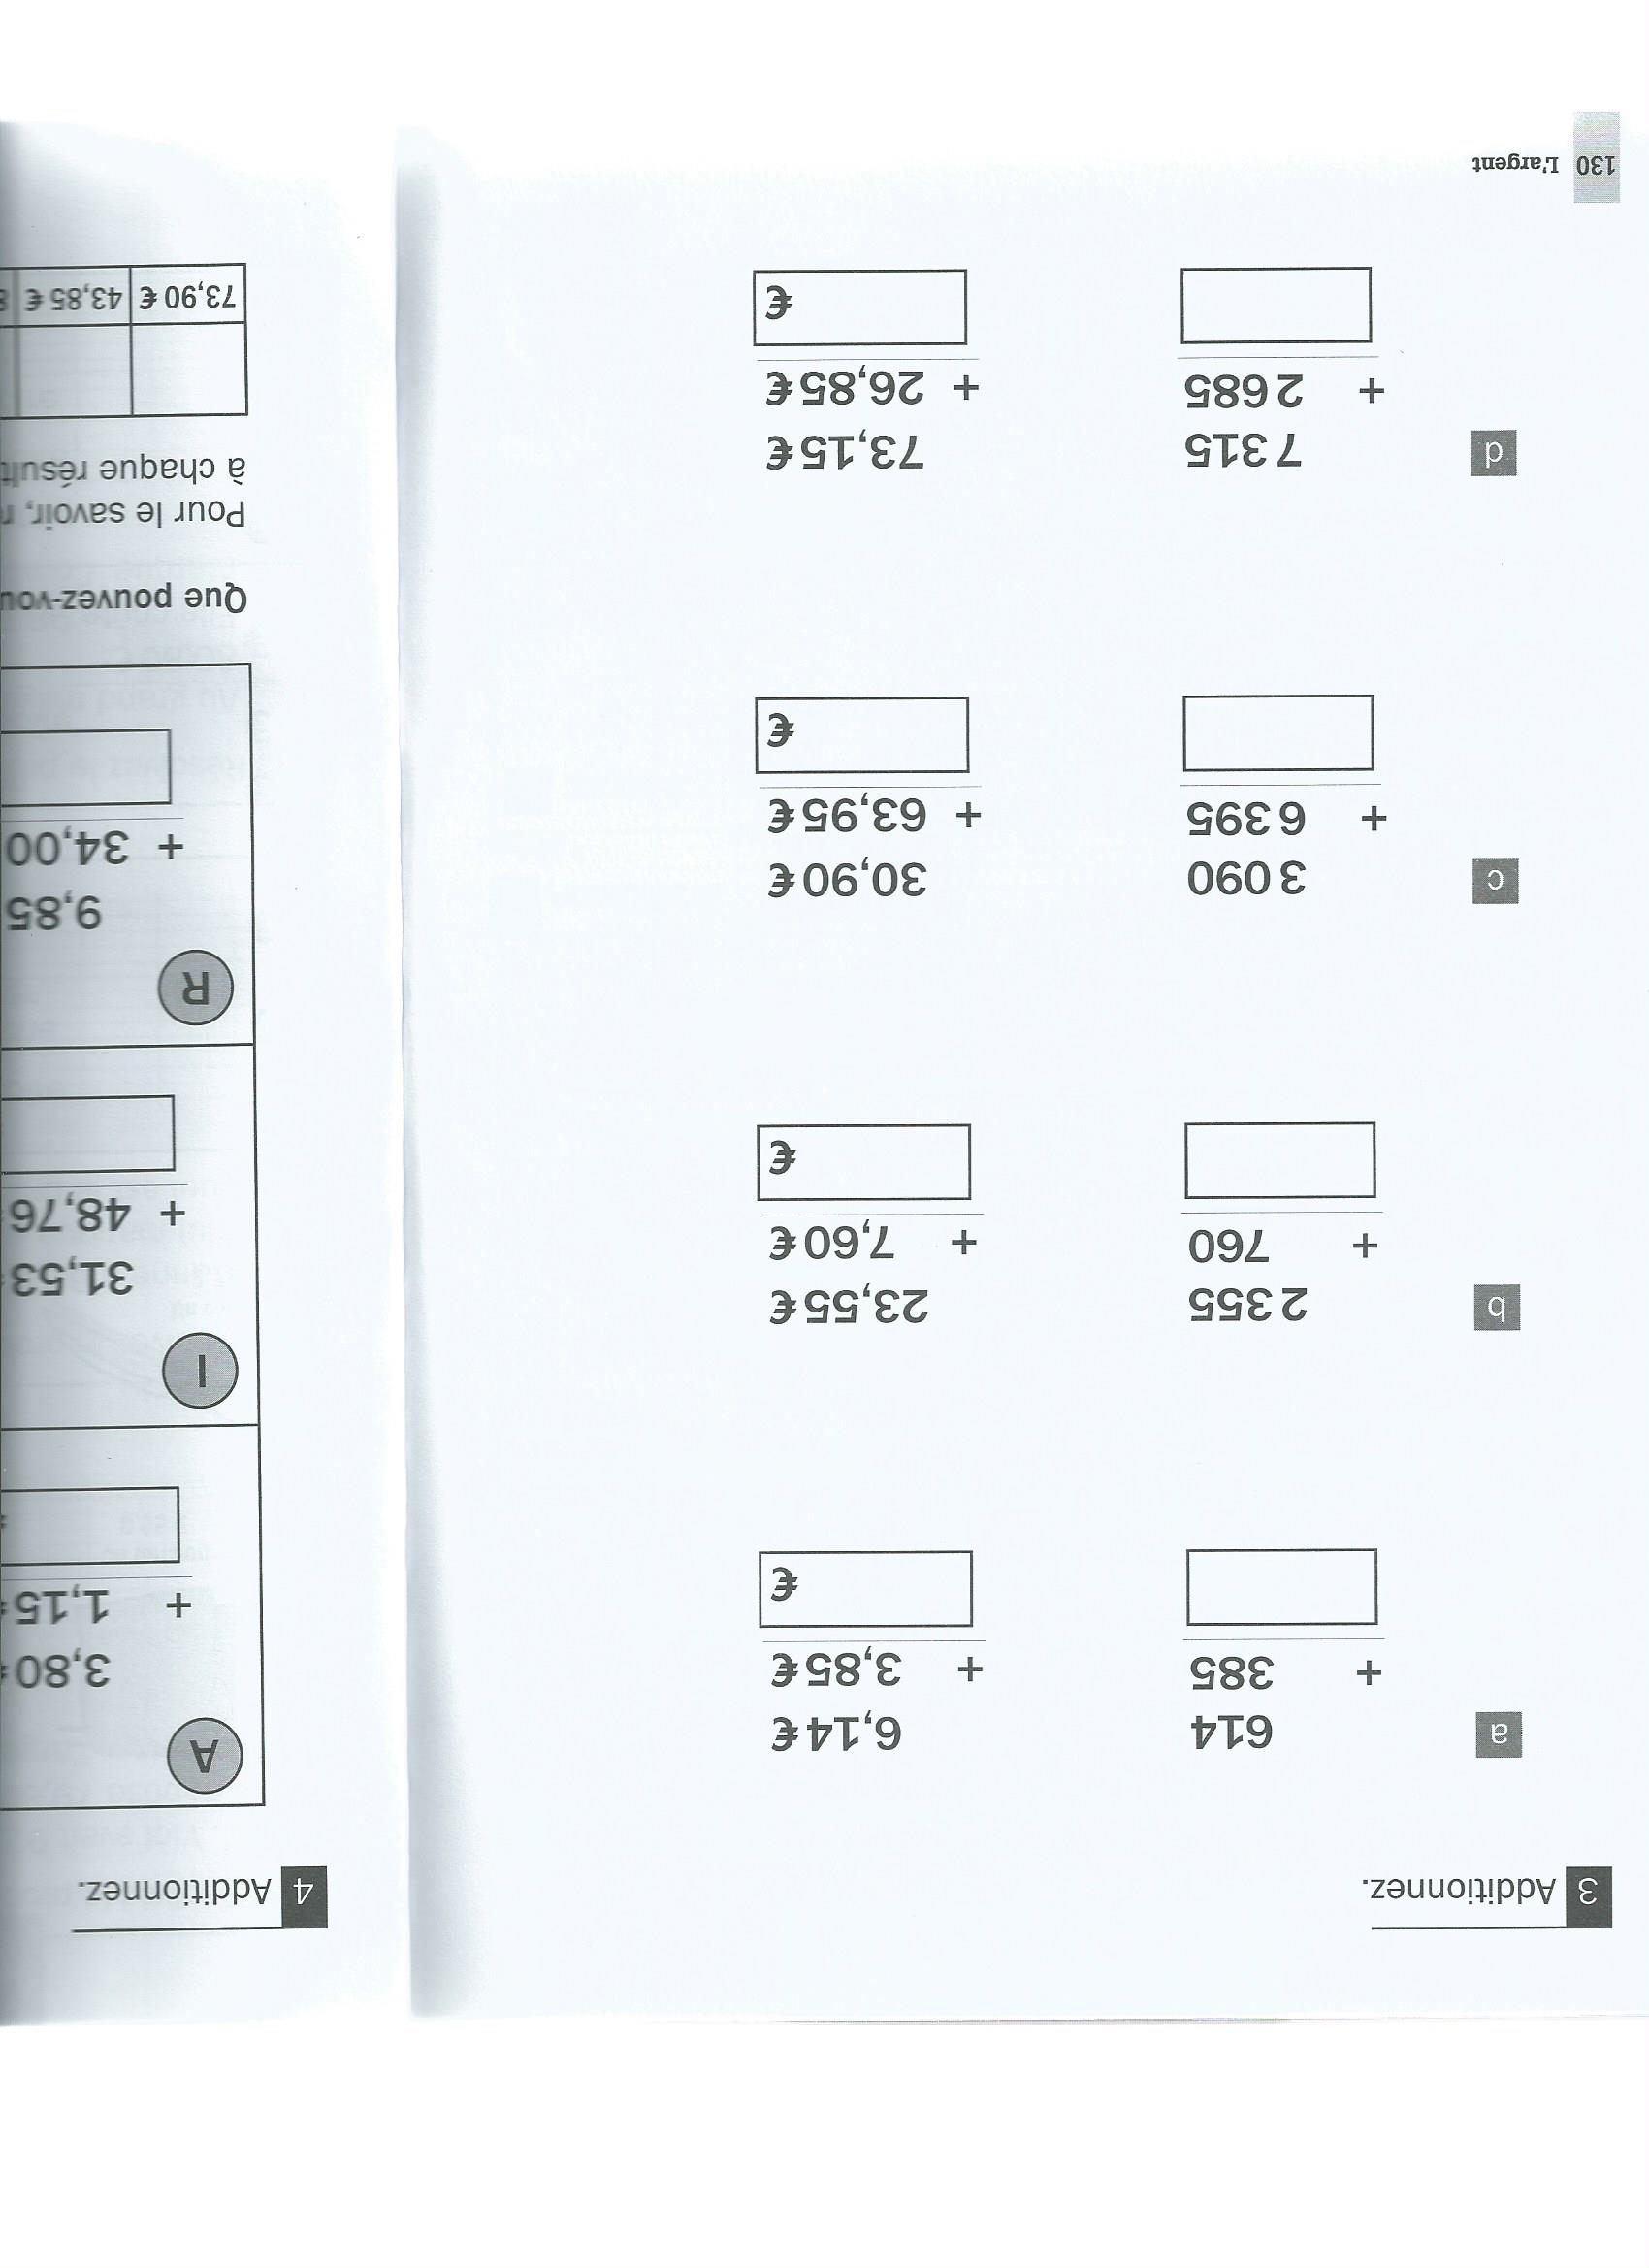 3 Additionnez.
a
614
+ 385
6,14 €
+ 3,85 €
€
b
2 355
+ 760
23,55 €
+ 7,60 €
€
c
3 090
+ 6 395
30,90 €
+ 63,95 €
€
d
7 315
+ 2 685
73,15 €
+ 26,85 €
€
130 L'argent
4 Additionnez.
A
3,80
+ 1,15
I
31,53
+ 48,76
R
9,85
+ 34,00
Que pouvez-vou
Pour le savoir,
à chaque résult
73,90 € 43,85 €